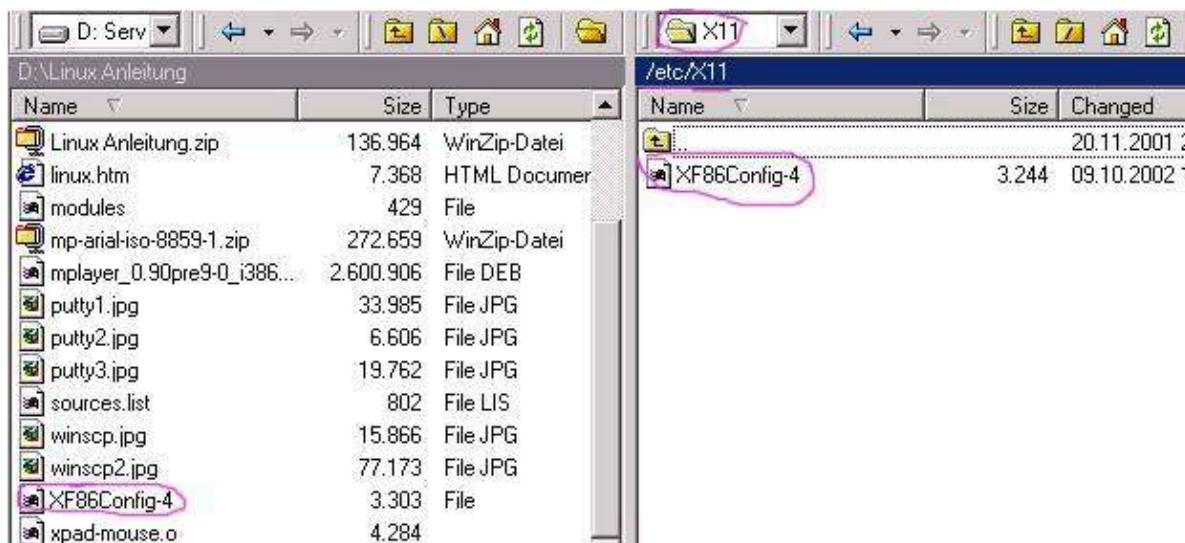 D: Serv
D:\Linux Anleitung
Name Size Type
Linux Anleitung.zip 136.964 WinZip-Datei
linux.htm 7.368 HTML Documer
modules 429 File
mp-arial-iso-8859-1.zip 272.659 WinZip-Datei
mplayer_0.90pre9-0_i386... 2.600.906 File DEB
putty1.jpg 33.985 File JPG
putty2.jpg 6.606 File JPG
putty3.jpg 19.762 File JPG
sources.list 802 File LIS
winscp.jpg 15.866 File JPG
winscp2.jpg 77.173 File JPG
XF86Config-4 3.303 File
xpad-mouse.o 4.284
X11
/etc/X11
Name Size Changed
.. 20.11.2001 2
XF86Config-4 3.244 09.10.2002 1